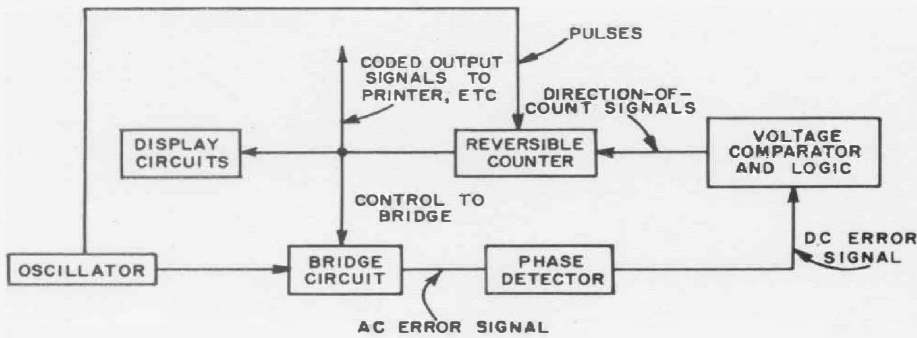 PULSES
CODED OUTPUT
SIGNALS TO
PRINTER, ETC
DIRECTION-OF-
COUNT SIGNALS
DISPLAY
CIRCUITS
REVERSIBLE
COUNTER
VOLTAGE
COMPARATOR
AND LOGIC
CONTROL TO
BRIDGE
DC ERROR
SIGNAL
OSCILLATOR
BRIDGE
CIRCUIT
PHASE
DETECTOR
AC ERROR SIGNAL